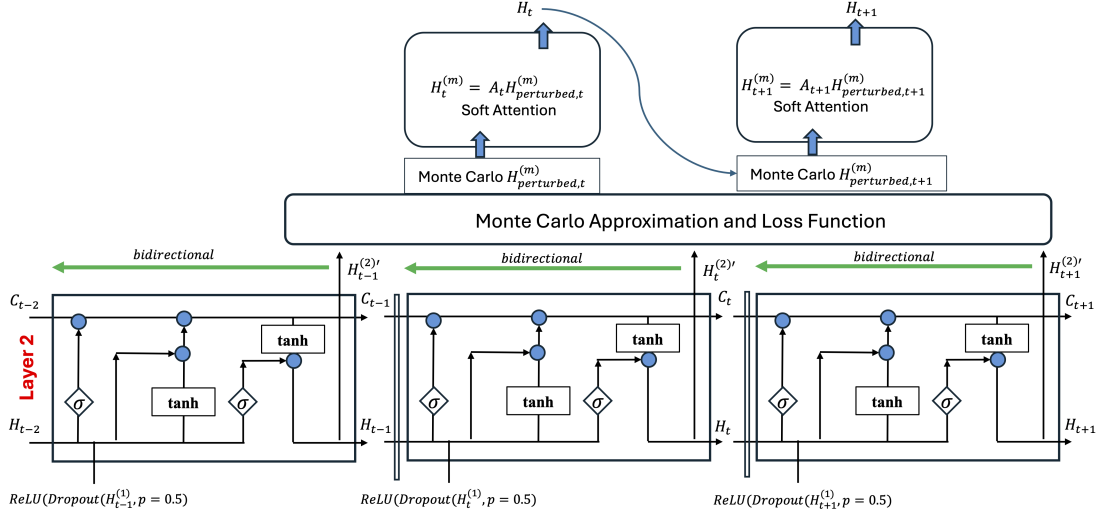 H_t
H_{t+1}
H_t^{(m)} = A_t H_{perturbed,t}^{(m)}
Soft Attention
H_{t+1}^{(m)} = A_{t+1} H_{perturbed,t+1}^{(m)}
Soft Attention
Monte Carlo H_{perturbed,t}^{(m)}
Monte Carlo H_{perturbed,t+1}^{(m)}
Monte Carlo Approximation and Loss Function
bidirectional
H_{t-1}^{(2)′}
bidirectional
H_t^{(2)′}
bidirectional
H_{t+1}^{(2)′}
C_{t-2}
C_{t-1}
C_t
C_{t+1}
Layer 2
tanh
tanh
tanh
σ
tanh
σ
σ
tanh
σ
σ
tanh
σ
H_{t-2}
H_{t-1}
H_t
H_{t+1}
ReLU(Dropout(H_{t-1}^{(1)}, p = 0.5)
ReLU(Dropout(H_t^{(1)}, p = 0.5)
ReLU(Dropout(H_{t+1}^{(1)}, p = 0.5)